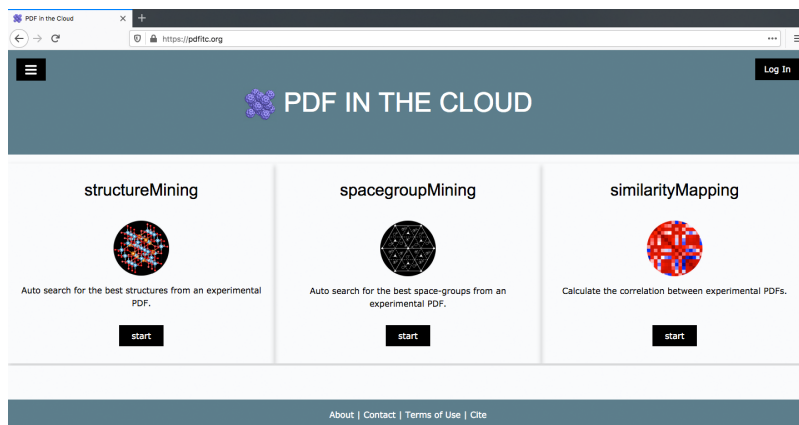 PDF in the Cloud
https://pdfitc.org
Log In
PDF IN THE CLOUD
structureMining
Auto search for the best structures from an experimental
PDF.
start
spacegroupMining
Auto search for the best space-groups from an
experimental PDF.
start
similarityMapping
Calculate the correlation between experimental PDFs.
start
About | Contact | Terms of Use | Cite